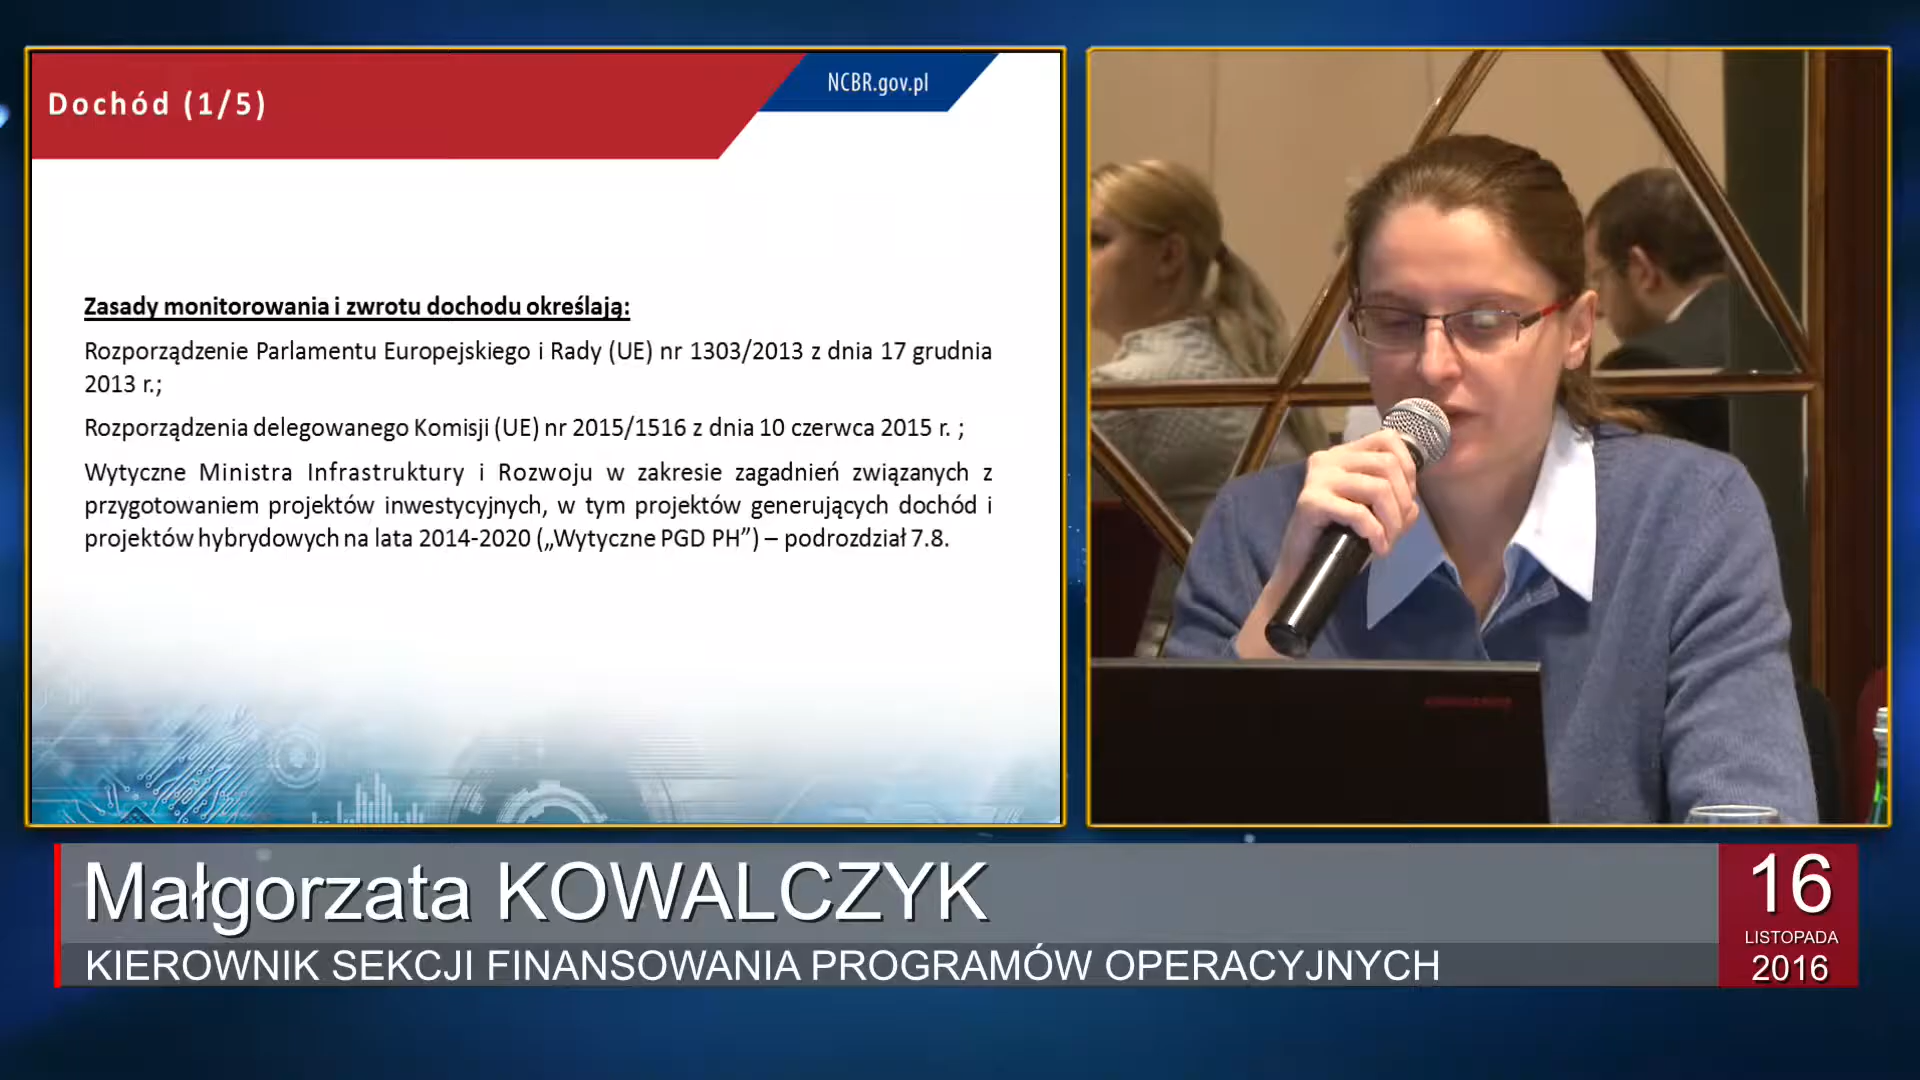 Dochód (1/5)
NCBR.gov.pl
Zasady monitorowania i zwrotu dochodu określają:
Rozporządzenie Parlamentu Europejskiego i Rady (UE) nr 1303/2013 z dnia 17 grudnia
2013 r.;
Rozporządzenia delegowanego Komisji (UE) nr 2015/1516 z dnia 10 czerwca 2015 r. ;
Wytyczne Ministra Infrastruktury i Rozwoju w zakresie zagadnień związanych z
przygotowaniem projektów inwestycyjnych, w tym projektów generujących dochód i
projektów hybrydowych na lata 2014-2020 („Wytyczne PGD PH”) – podrozdział 7.8.
Małgorzata KOWALCZYK
KIEROWNIK SEKCJI FINANSOWANIA PROGRAMÓW OPERACYJNYCH
16
LISTOPADA
2016